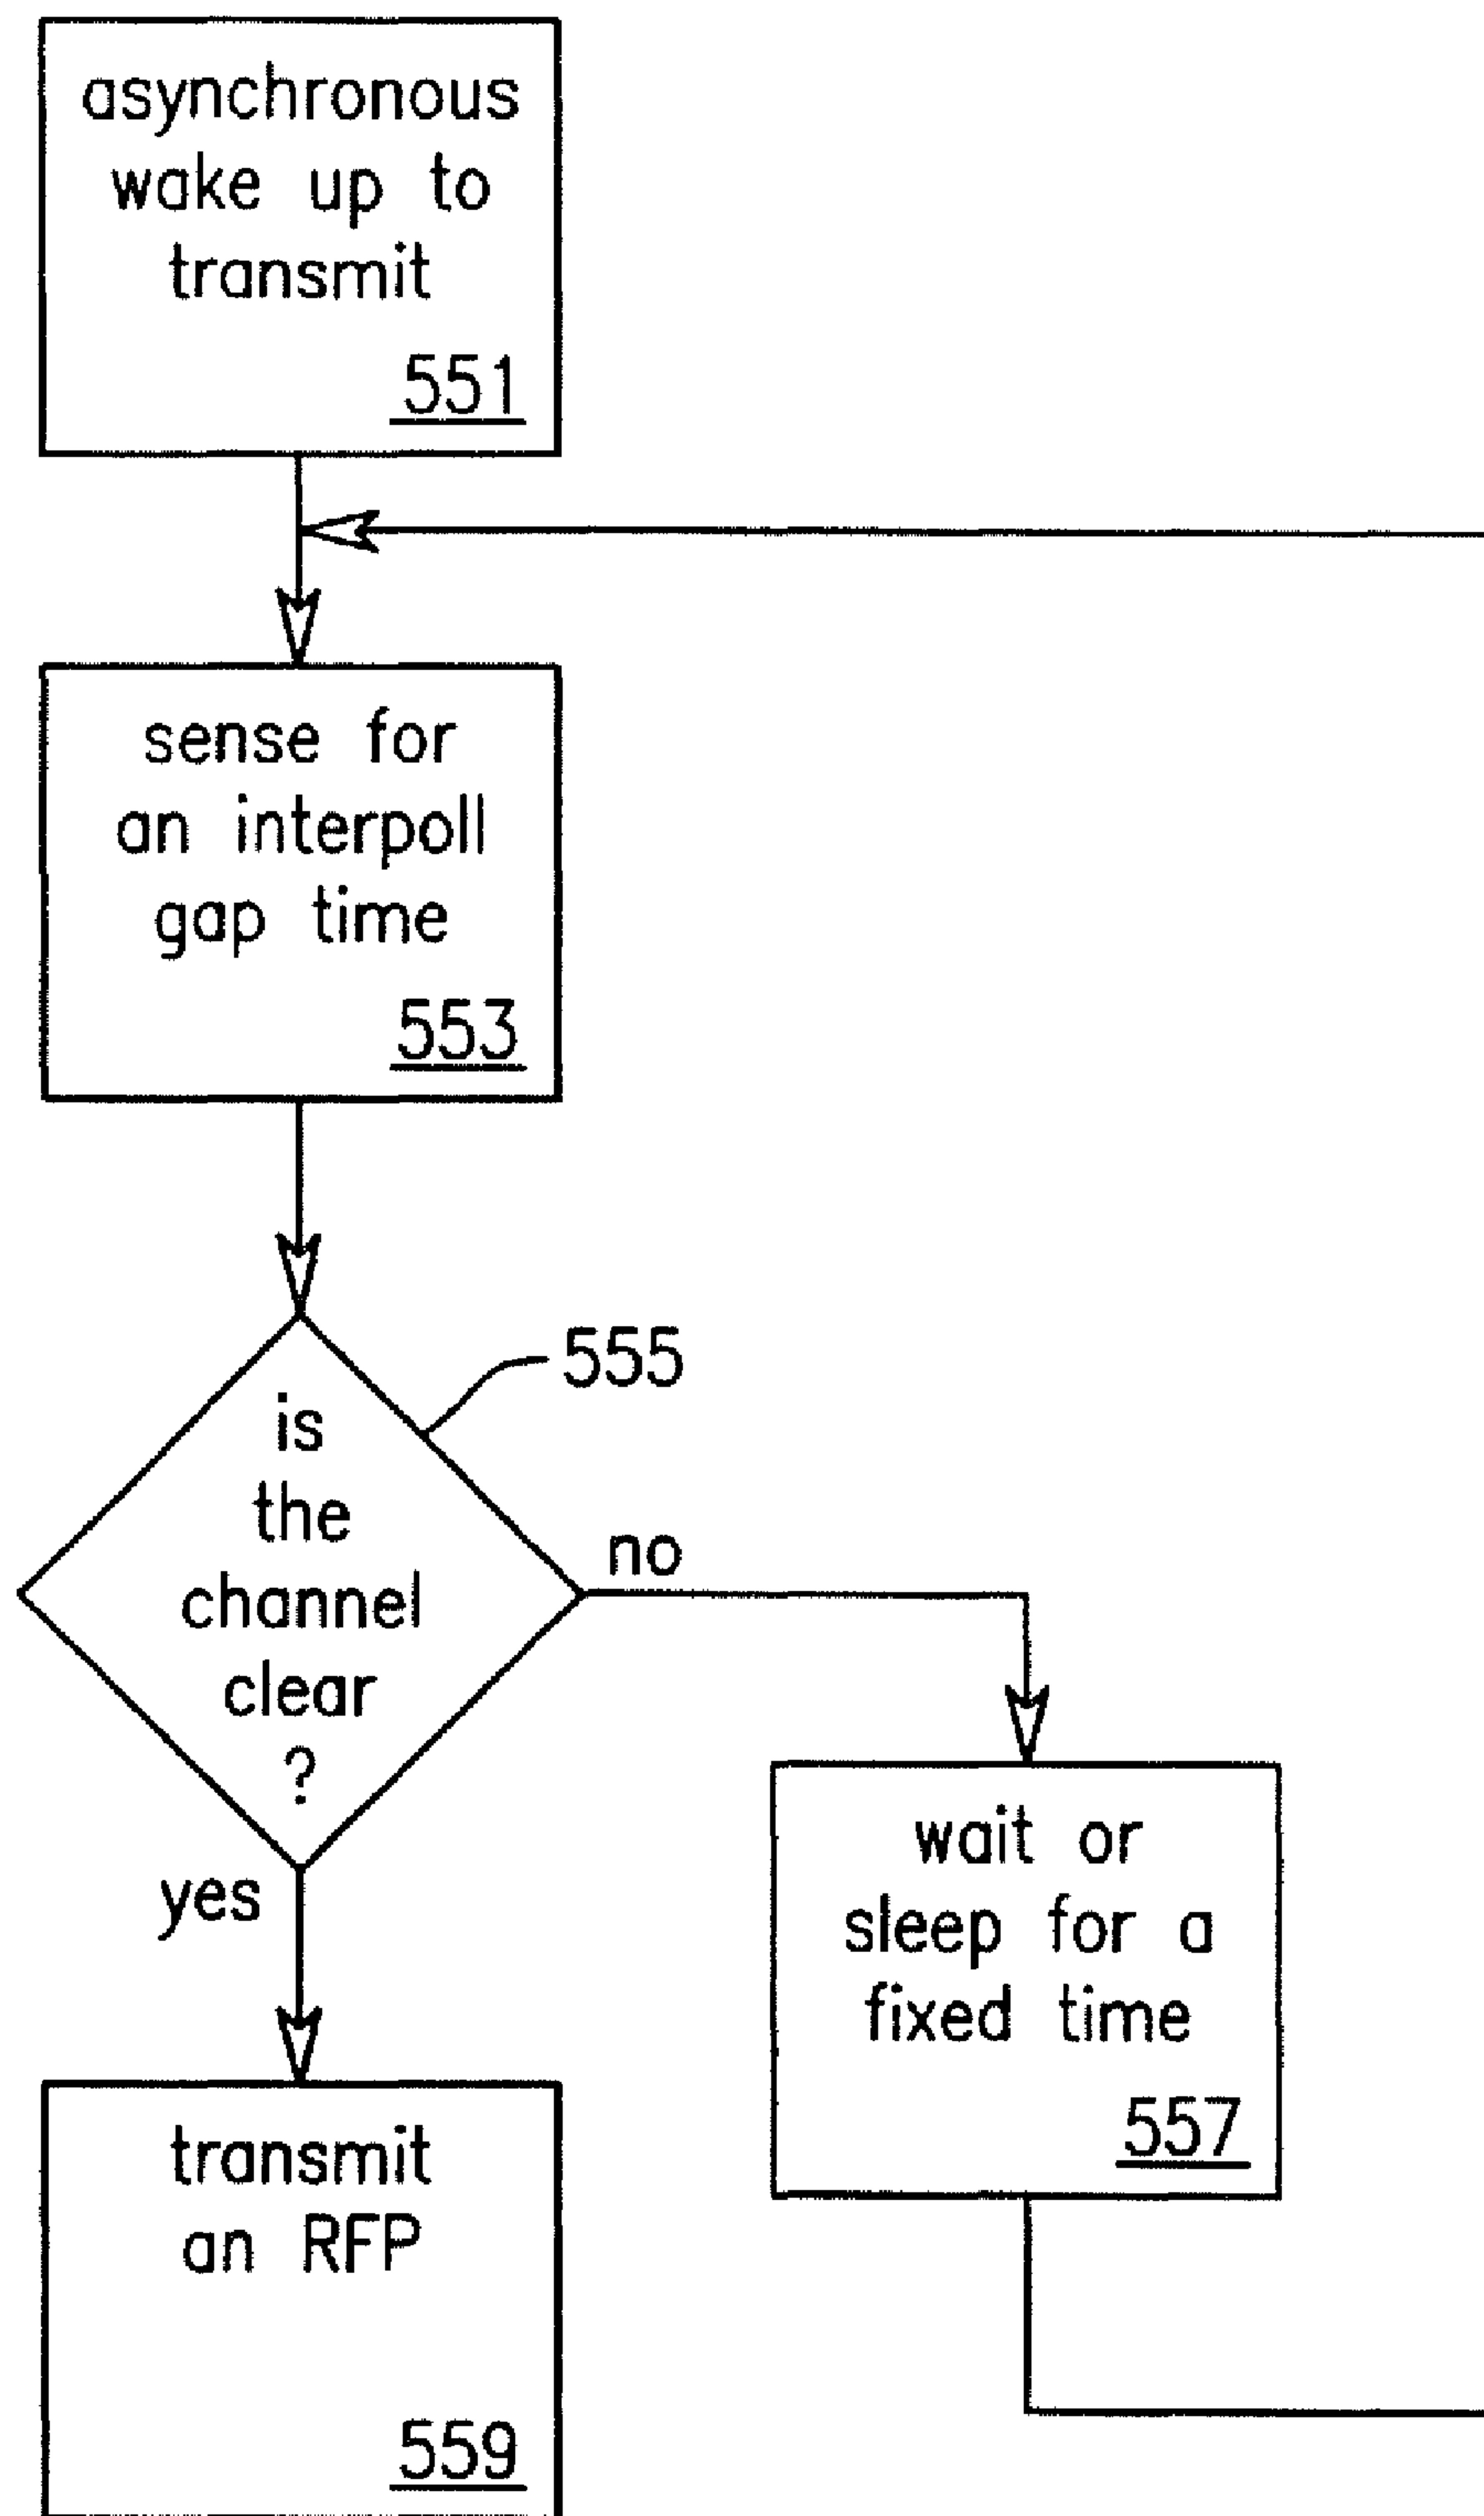 asynchronous
wake up to
transmit
551
sense for
an interpoll
gap time
553
555
is
the
channel
clear
?
no
yes
wait or
sleep for a
fixed time
557
transmit
an RFP
559